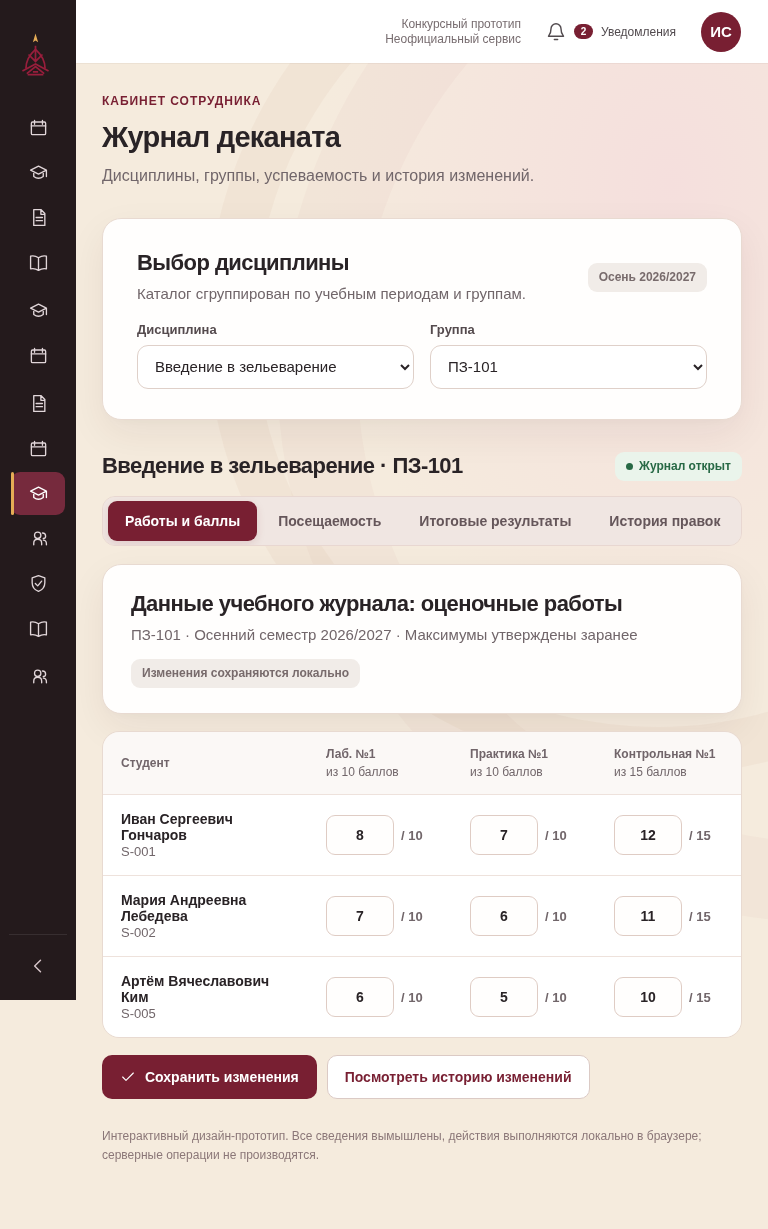 Конкурсный прототип
Неофициальный сервис
2 Уведомления
ИС
КАБИНЕТ СОТРУДНИКА
Журнал деканата
Дисциплины, группы, успеваемость и история изменений.
Выбор дисциплины
Каталог сгруппирован по учебным периодам и группам.
Осень 2026/2027
Дисциплина Группа
Введение в зельеварение ПЗ-101
Введение в зельеварение · ПЗ-101
Журнал открыт
Работы и баллы Посещаемость Итоговые результаты История правок
Данные учебного журнала: оценочные работы
ПЗ-101 · Осенний семестр 2026/2027 · Максимумы утверждены заранее
Изменения сохраняются локально
Студент Лаб. №1 Практика №1 Контрольная №1
из 10 баллов из 10 баллов из 15 баллов
Иван Сергеевич
Гончаров
S-001
8 / 10 7 / 10 12 / 15
Мария Андреевна
Лебедева
S-002
7 / 10 6 / 10 11 / 15
Артём Вячеславович
Ким
S-005
6 / 10 5 / 10 10 / 15
Сохранить изменения Посмотреть историю изменений
Интерактивный дизайн-прототип. Все сведения вымышлены, действия выполняются локально в браузере;
серверные операции не производятся.